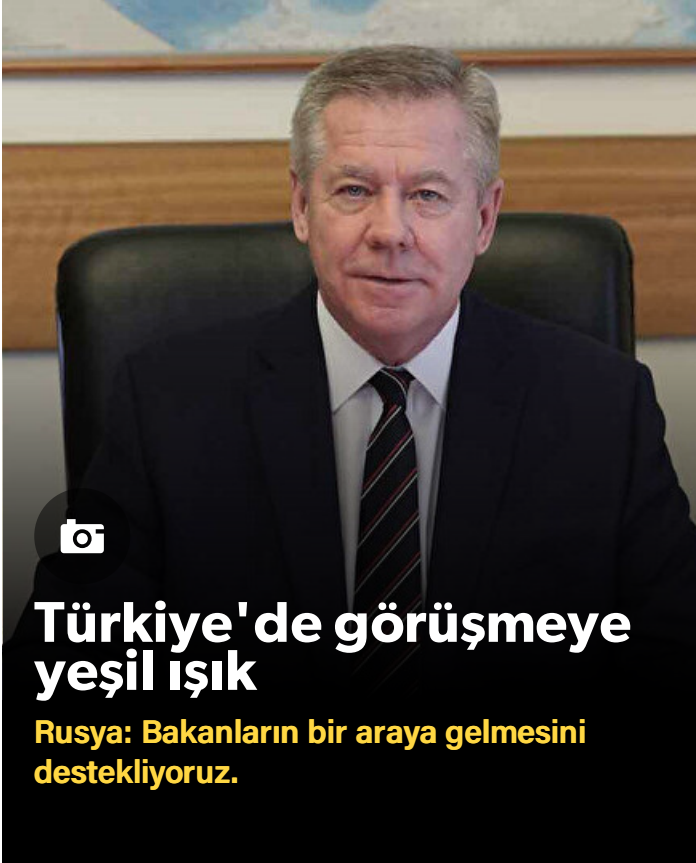 Türkiye'de görüşmeye
yeşil ışık
Rusya: Bakanların bir araya gelmesini
destekliyoruz.